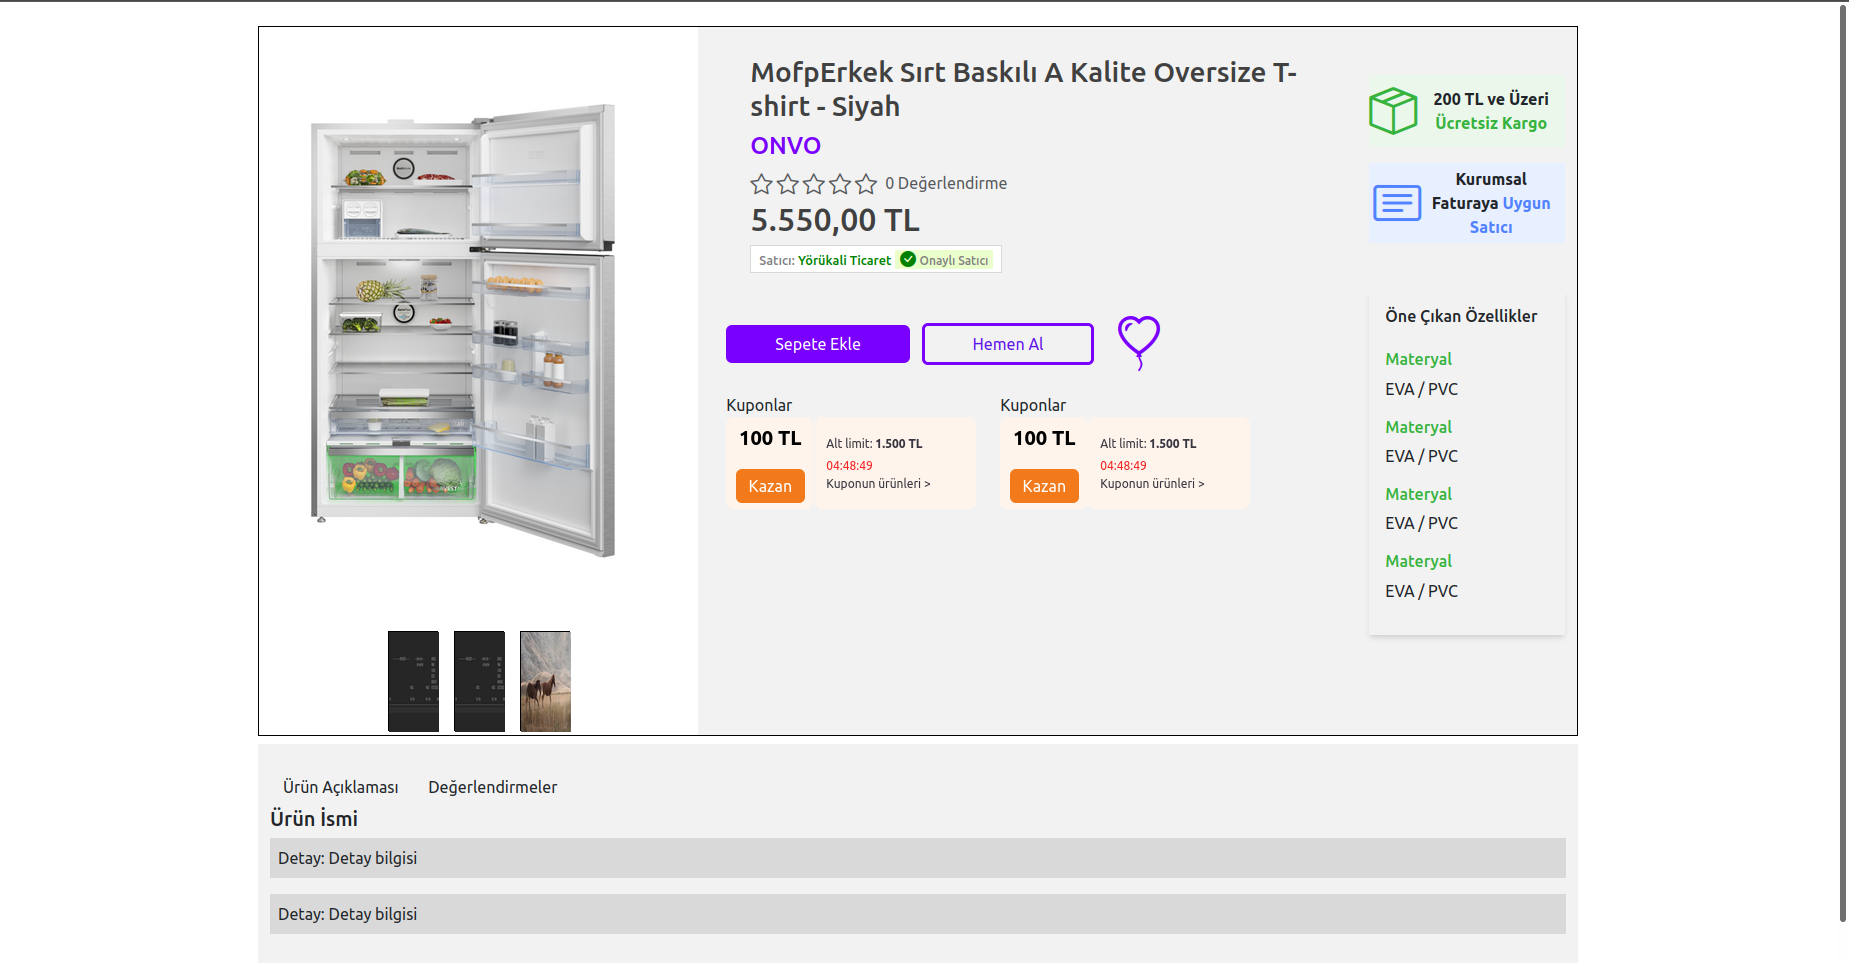 MofpErkek Sırt Baskılı A Kalite Oversize T-
shirt - Siyah
ONVO
0 Değerlendirme
5.550,00 TL
Satıcı: Yörükali Ticaret Onaylı Satıcı
Sepete Ekle
Hemen Al
Kuponlar
100 TL
Kazan
Alt limit: 1.500 TL
04:48:49
Kuponun ürünleri >
Kuponlar
100 TL
Kazan
Alt limit: 1.500 TL
04:48:49
Kuponun ürünleri >
200 TL ve Üzeri
Ücretsiz Kargo
Kurumsal
Faturaya Uygun
Satıcı
Öne Çıkan Özellikler
Materyal
EVA / PVC
Materyal
EVA / PVC
Materyal
EVA / PVC
Materyal
EVA / PVC
Ürün Açıklaması
Değerlendirmeler
Ürün İsmi
Detay: Detay bilgisi
Detay: Detay bilgisi